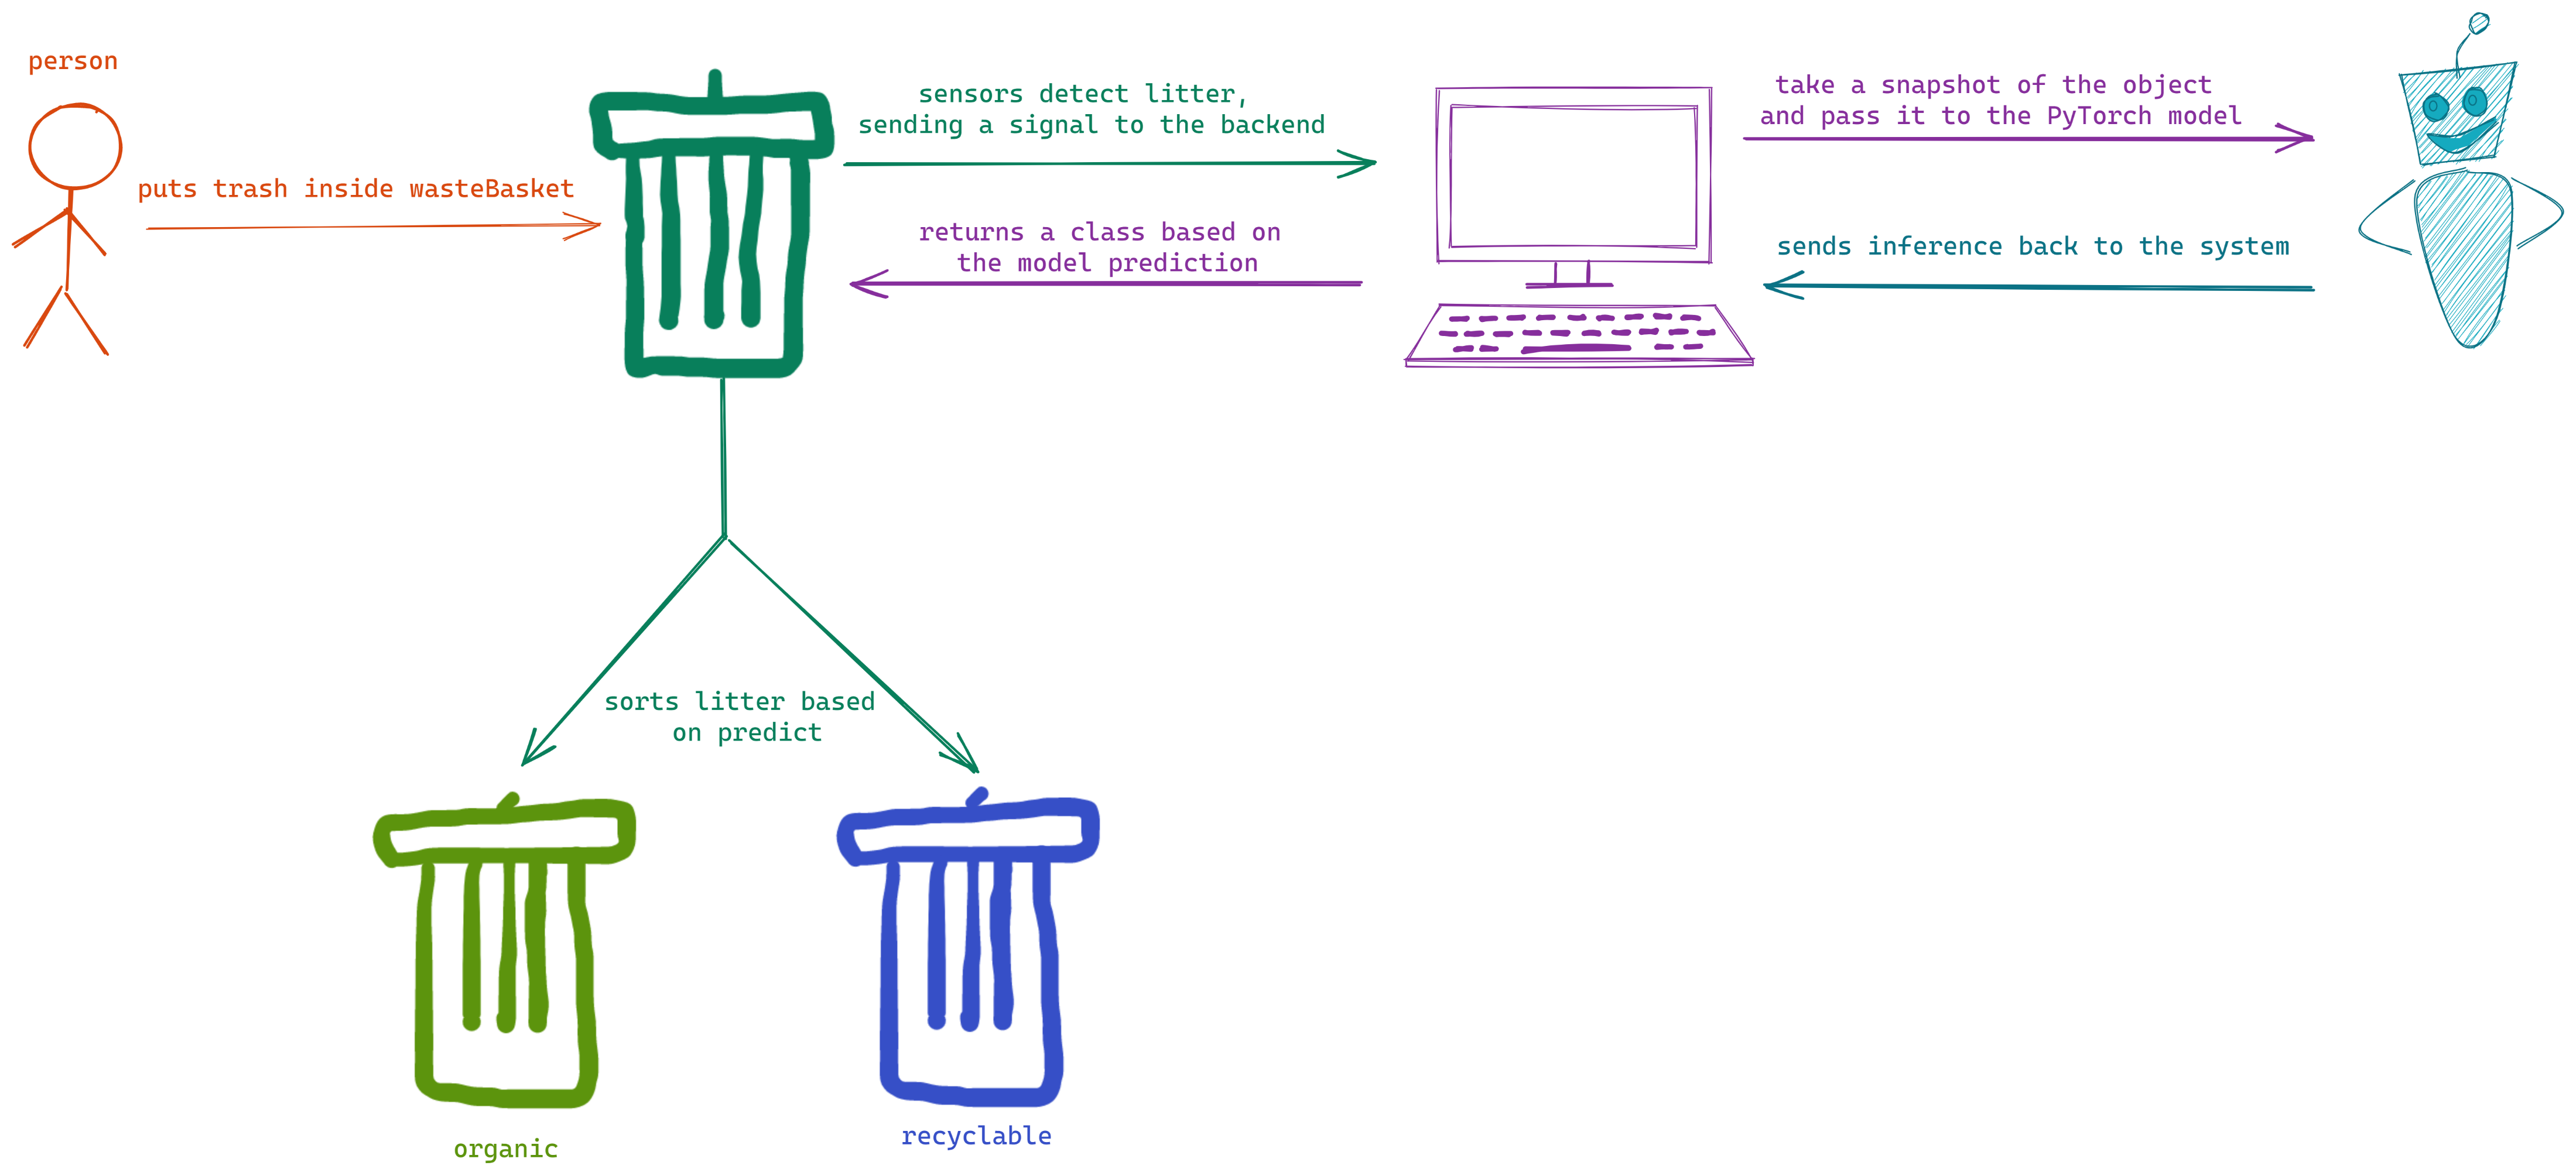 person
puts trash inside wasteBasket
sensors detect litter,
sending a signal to the backend
returns a class based on
the model prediction
take a snapshot of the object
and pass it to the PyTorch model
sends inference back to the system
sorts litter based
on predict
organic
recyclable